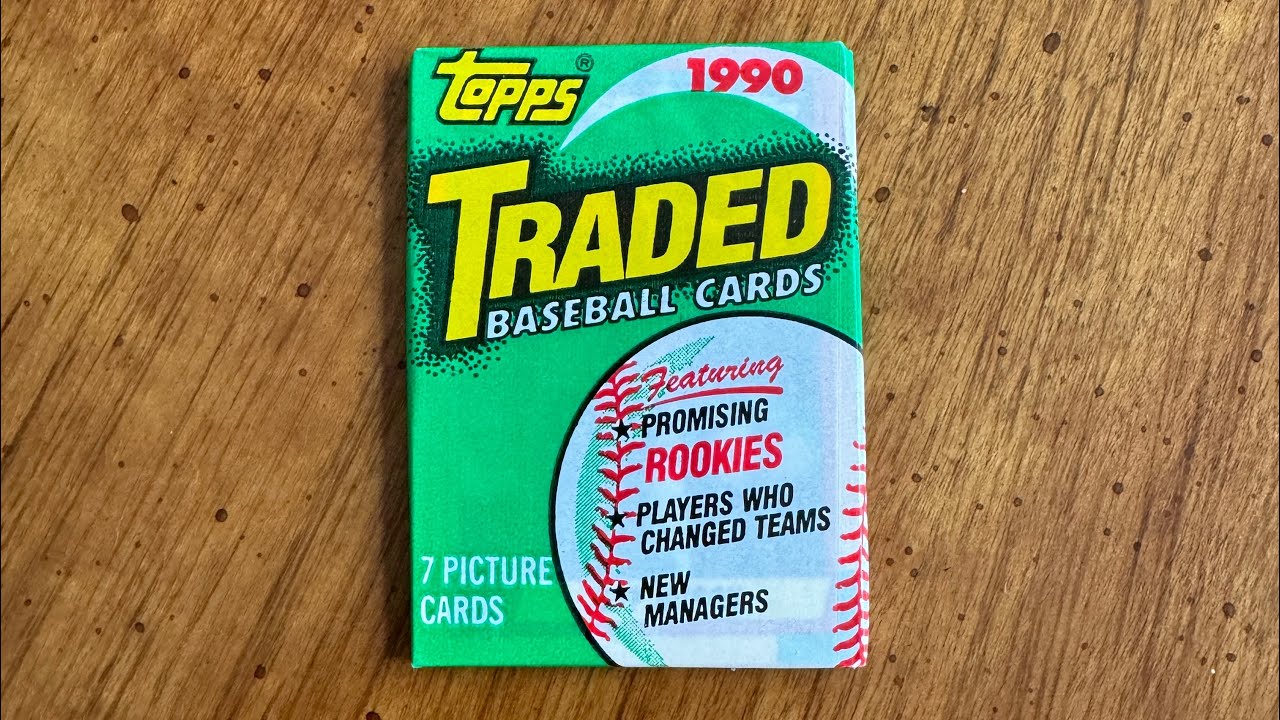 TOPPS®
1990
TRADED
BASEBALL CARDS
Featuring
★ PROMISING
ROOKIES
★ PLAYERS WHO
CHANGED TEAMS
★ NEW
MANAGERS
7 PICTURE
CARDS